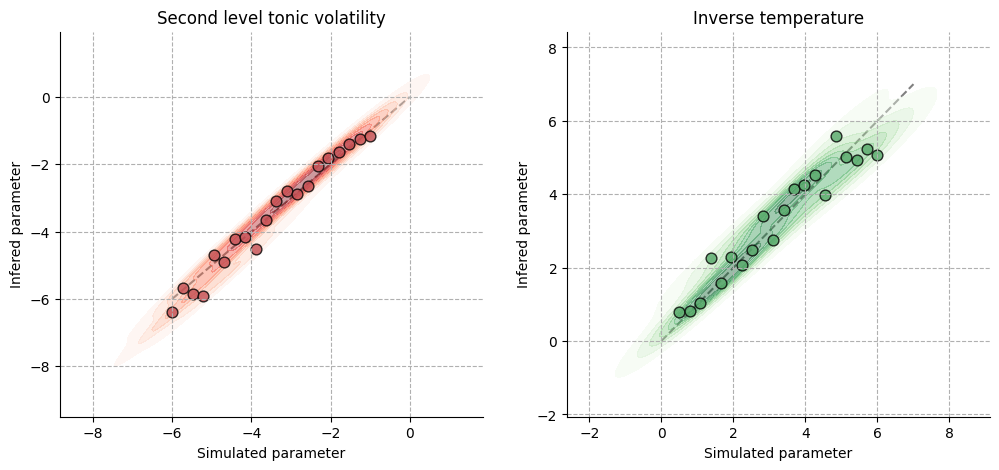 Second level tonic volatility
0
−2
−4
−6
−8
Infered parameter
−8 −6 −4 −2 0
Simulated parameter
Inverse temperature
8
6
4
2
0
−2
Infered parameter
−2 0 2 4 6 8
Simulated parameter